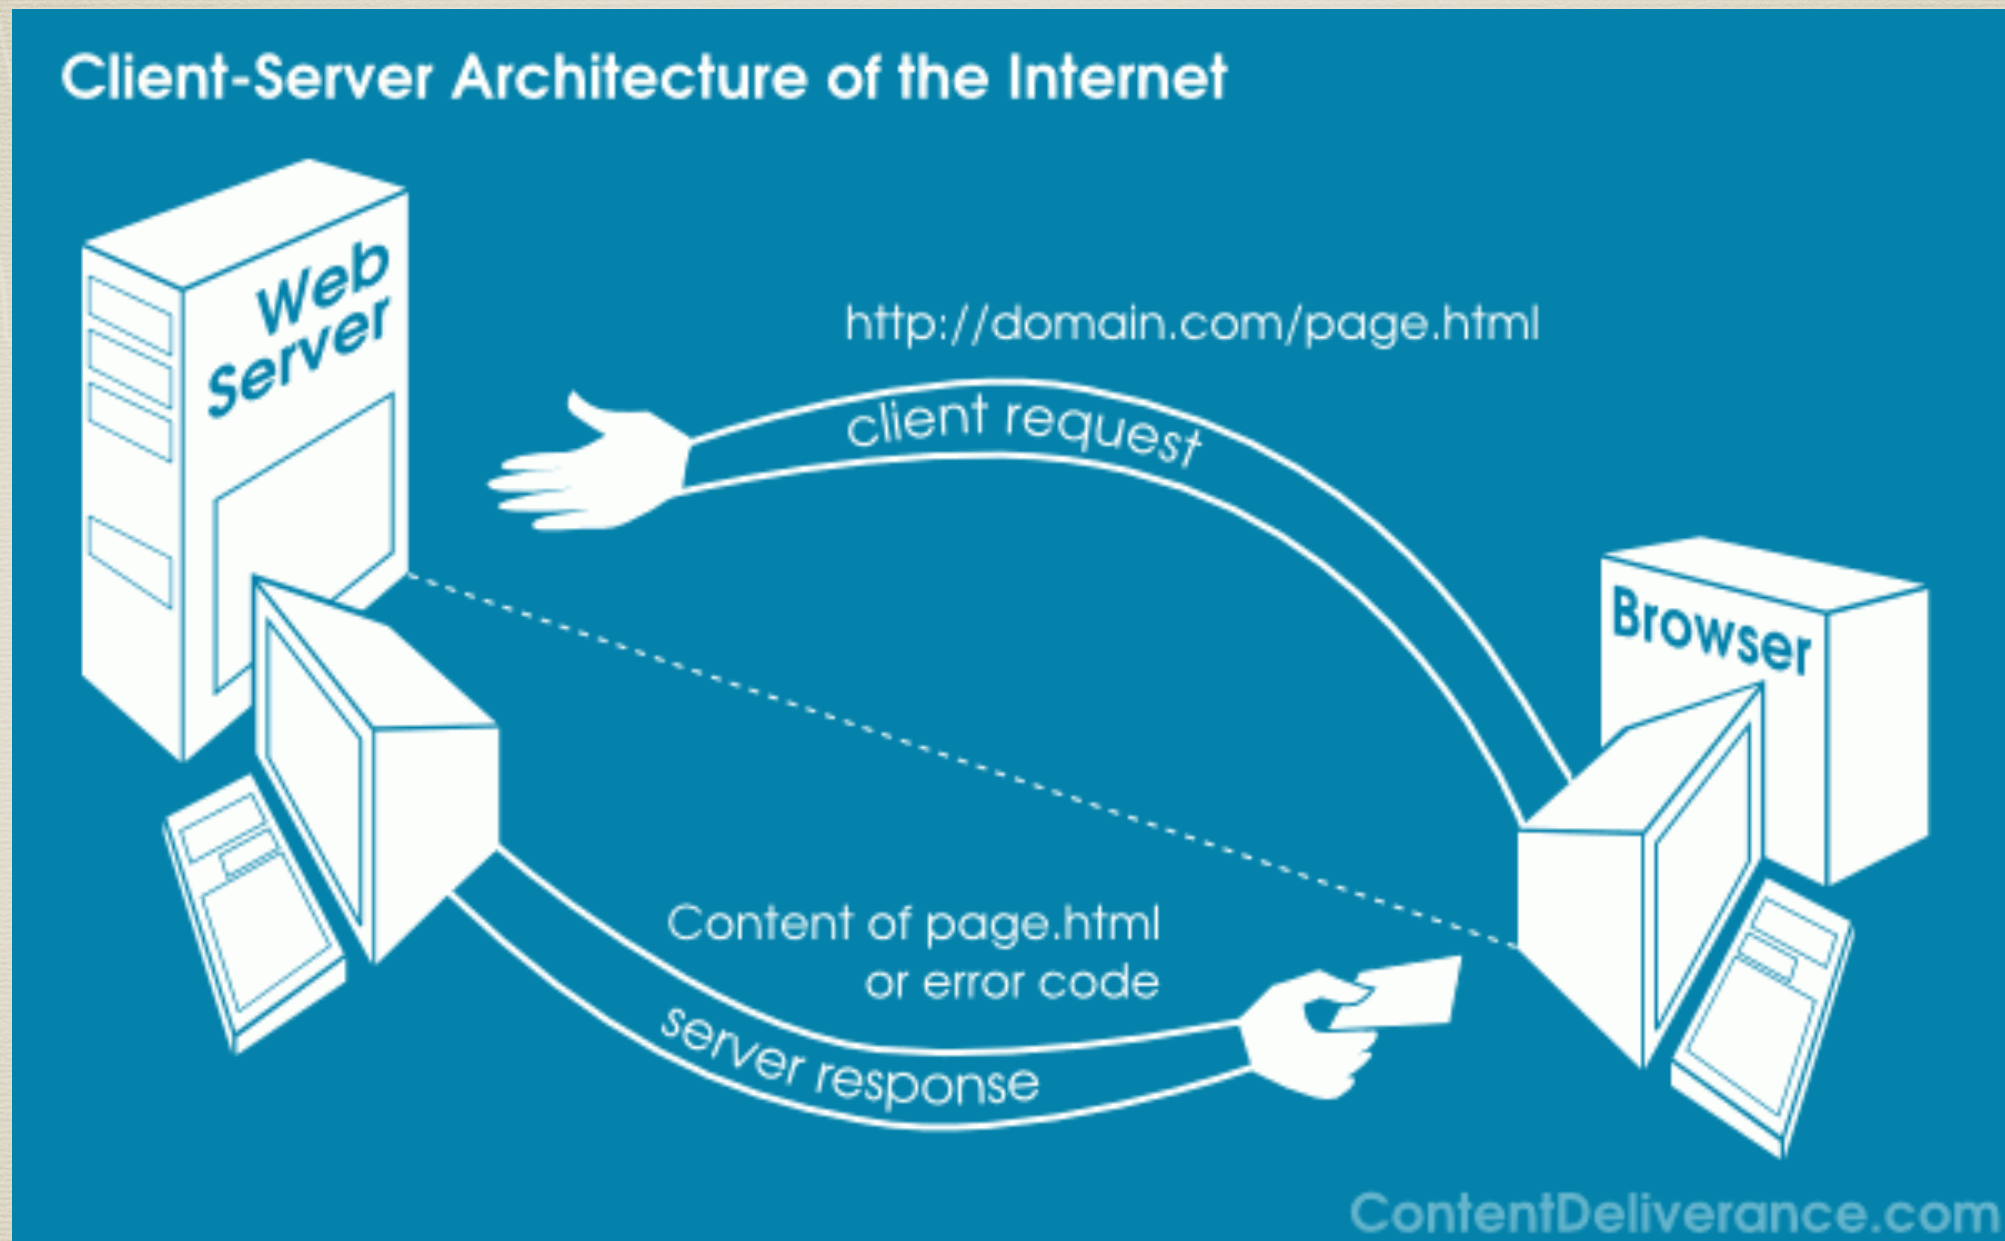 Client-Server Architecture of the Internet
Web
Server
http://domain.com/page.html
client request
Browser
Content of page.html
or error code
server response
ContentDeliverance.com